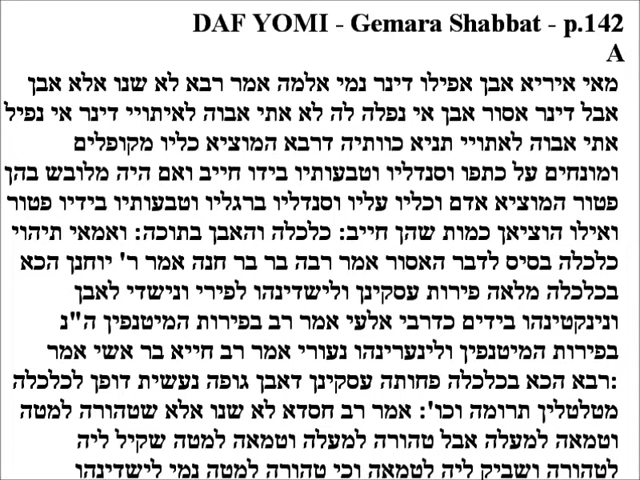 DAF YOMI - Gemara Shabbat - p.142
A
מאי איריא אבן אפילו דינר נמי אלמה אמר רבא לא שנו אלא אבן
אבל דינר אסור אבן אי נפלה לה לא אתי אבוה לאיתויי דינר אי נפיל
אתי אבוה לאתויי תניא כוותיה דרבא המוציא כליו מקופלים
ומונחים על כתפו וסנדליו וטבעותיו בידו חייב ואם היה מלובש בהן
פטור המוציא אדם וכליו עליו וסנדליו ברגליו וטבעותיו בידיו פטור
ואילו הוציאן כמות שהן חייב: כלכלה והאבן בתוכה: ואמאי תיהוי
כלכלה בסיס לדבר האסור אמר רבה בר בר חנה אמר ר' יוחנן הכא
בכלכלה מלאה פירות עסקינן ולישדינהו לפירי ונישדי לאבן
ונינקטינהו בידים כדרבי אלעי אמר רב בפירות המיטנפין ה"נ
בפירות המיטנפין ולינערינהו נעורי אמר רב חייא בר אשי אמר
:רבא הכא בכלכלה פחותה עסקינן דאבן גופה נעשית דופן לכלכלה
מטלטלין תרומה וכו': אמר רב חסדא לא שנו אלא שטהורה למטה
וטמאה למעלה אבל טהורה למעלה וטמאה למטה שקיל ליה
לטהורה ושביק ליה לטמאה וכי טהורה למטה נמי לישדינהו